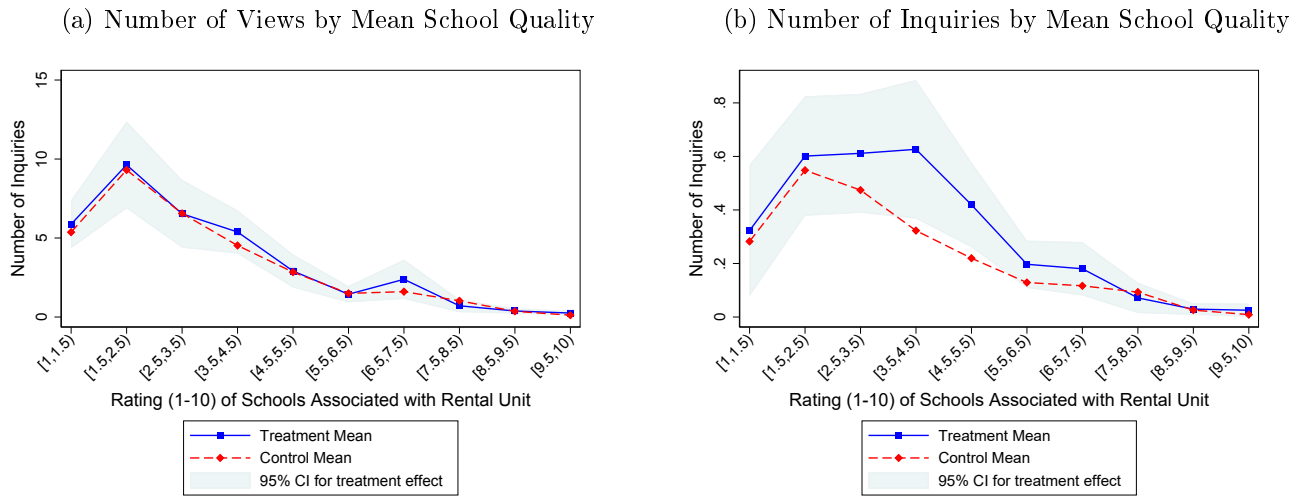 (a) Number of Views by Mean School Quality
Number of Inquiries
15
10
5
0
[1,1.5)
[1.5,2.5)
[2.5,3.5)
[3.5,4.5)
[4.5,5.5)
[5.5,6.5)
[6.5,7.5)
[7.5,8.5)
[8.5,9.5)
[9.5,10)
Rating (1-10) of Schools Associated with Rental Unit
Treatment Mean
Control Mean
95% CI for treatment effect
(b) Number of Inquiries by Mean School Quality
Number of Inquiries
.8
.6
.4
.2
0
[1,1.5)
[1.5,2.5)
[2.5,3.5)
[3.5,4.5)
[4.5,5.5)
[5.5,6.5)
[6.5,7.5)
[7.5,8.5)
[8.5,9.5)
[9.5,10)
Rating (1-10) of Schools Associated with Rental Unit
Treatment Mean
Control Mean
95% CI for treatment effect